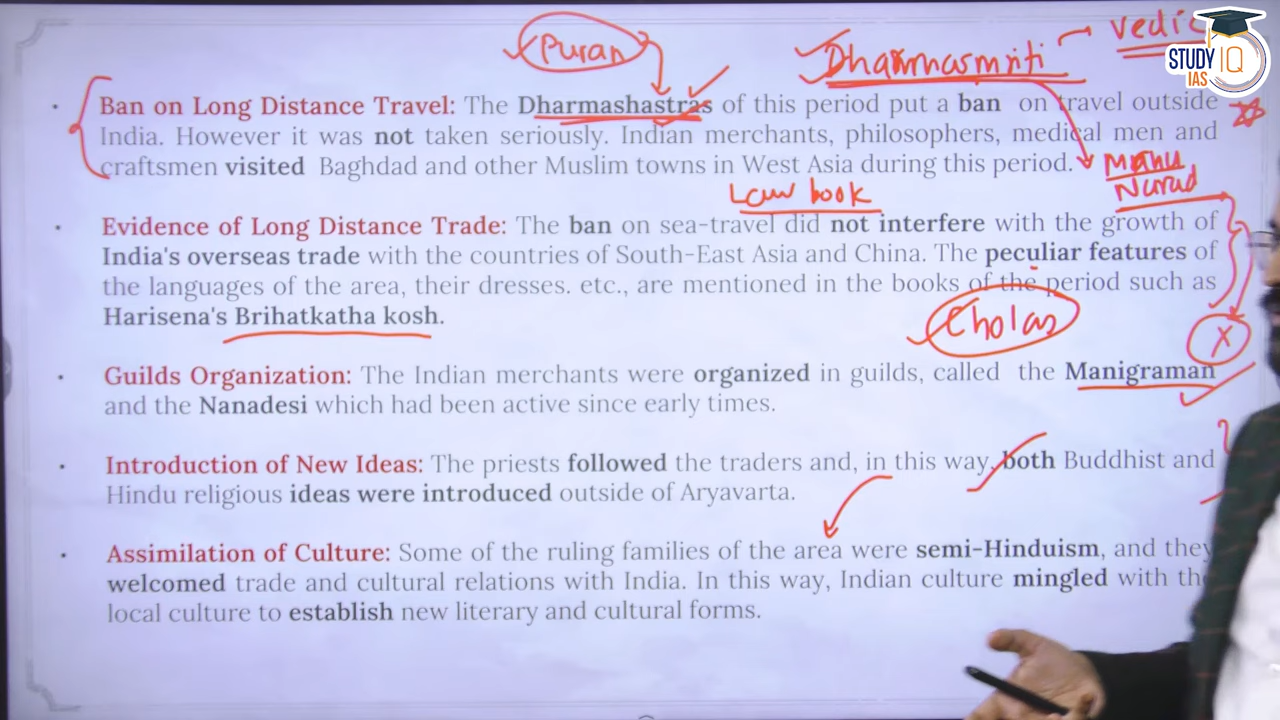 Puran
Dharmasmriti
vedic
STUDY IQ
IAS
• Ban on Long Distance Travel: The Dharmashastras of this period put a ban on travel outside
India. However it was not taken seriously. Indian merchants, philosophers, medical men and
craftsmen visited Baghdad and other Muslim towns in West Asia during this period.
Manu
Narad
Law book
• Evidence of Long Distance Trade: The ban on sea-travel did not interfere with the growth of
India's overseas trade with the countries of South-East Asia and China. The peculiar features of
the languages of the area, their dresses. etc., are mentioned in the books of the period such as
Harisena's Brihatkatha kosh.
Cholas
X
• Guilds Organization: The Indian merchants were organized in guilds, called the Manigraman
and the Nanadesi which had been active since early times.
• Introduction of New Ideas: The priests followed the traders and, in this way, both Buddhist and
Hindu religious ideas were introduced outside of Aryavarta.
• Assimilation of Culture: Some of the ruling families of the area were semi-Hinduism, and they
welcomed trade and cultural relations with India. In this way, Indian culture mingled with the
local culture to establish new literary and cultural forms.